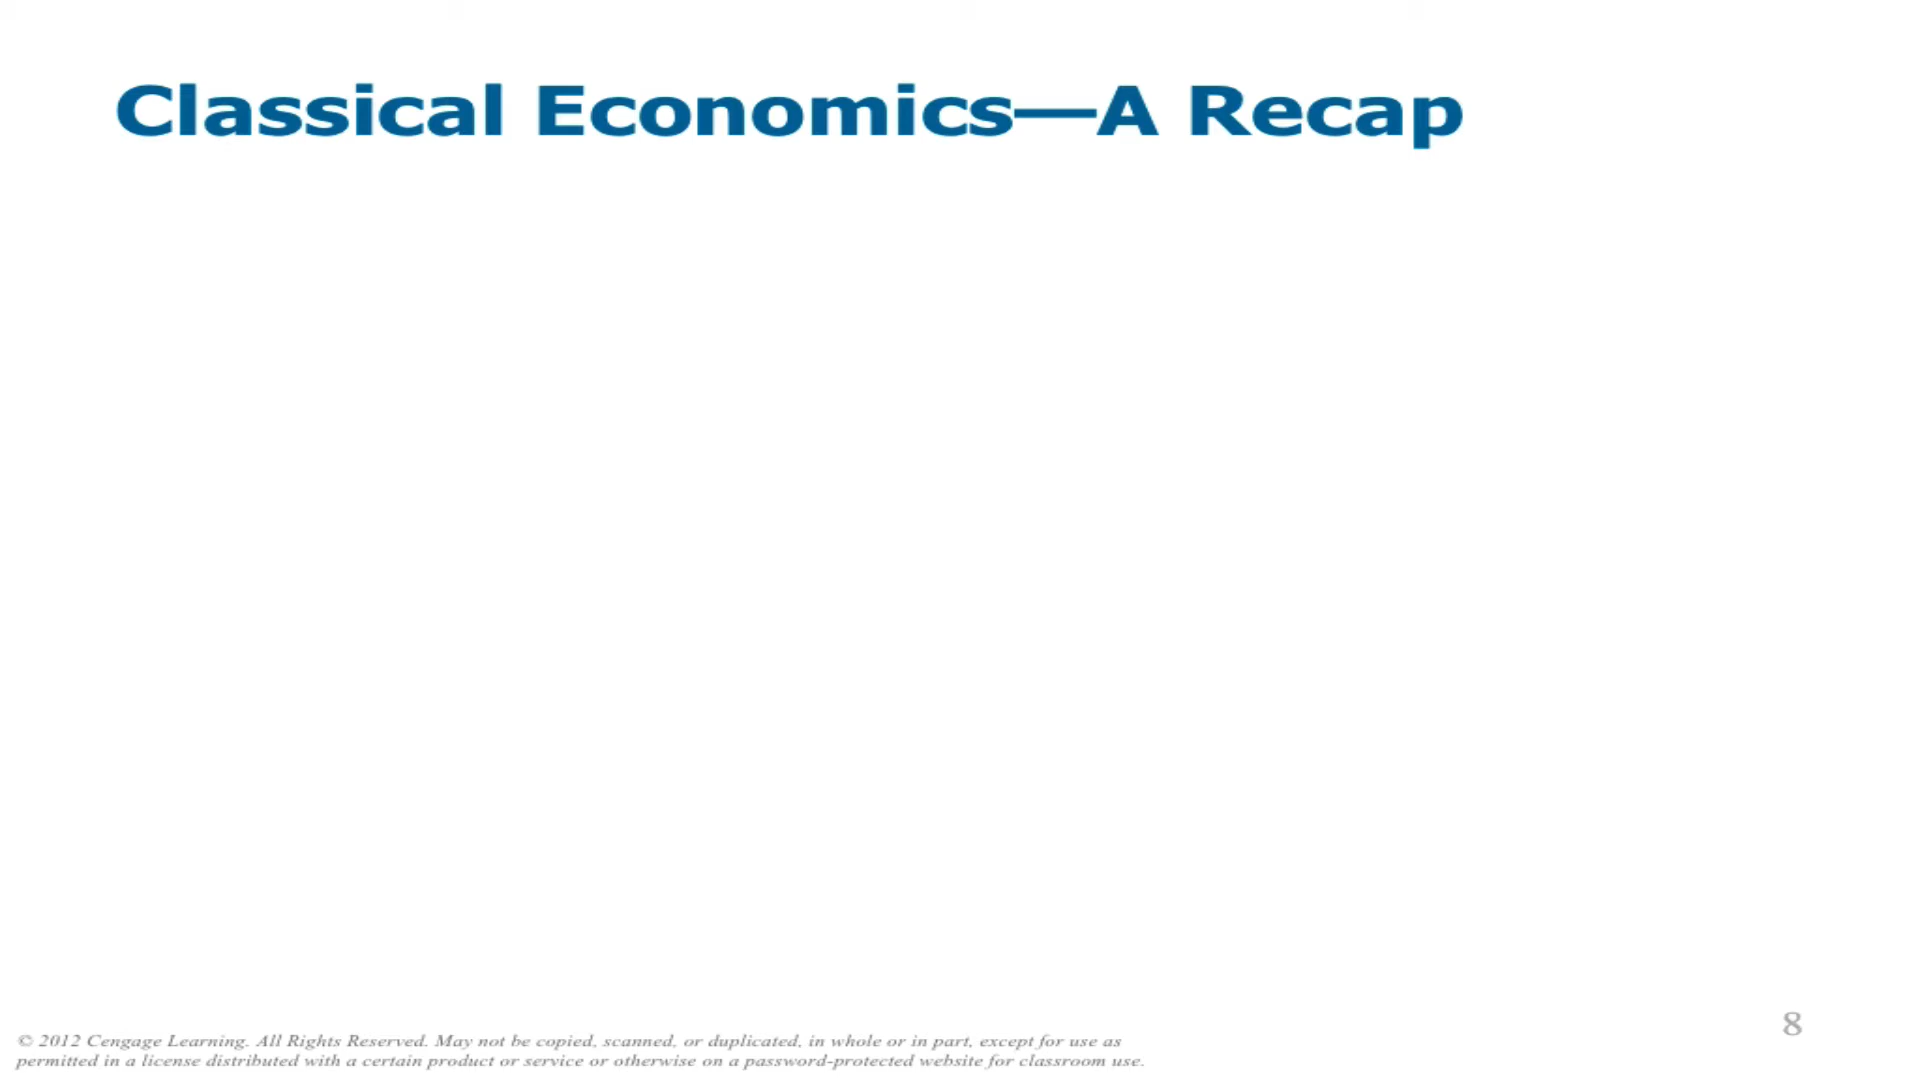 Classical Economics—A Recap
8
© 2012 Cengage Learning. All Rights Reserved. May not be copied, scanned, or duplicated, in whole or in part, except for use as
permitted in a license distributed with a certain product or service or otherwise on a password-protected website for classroom use.